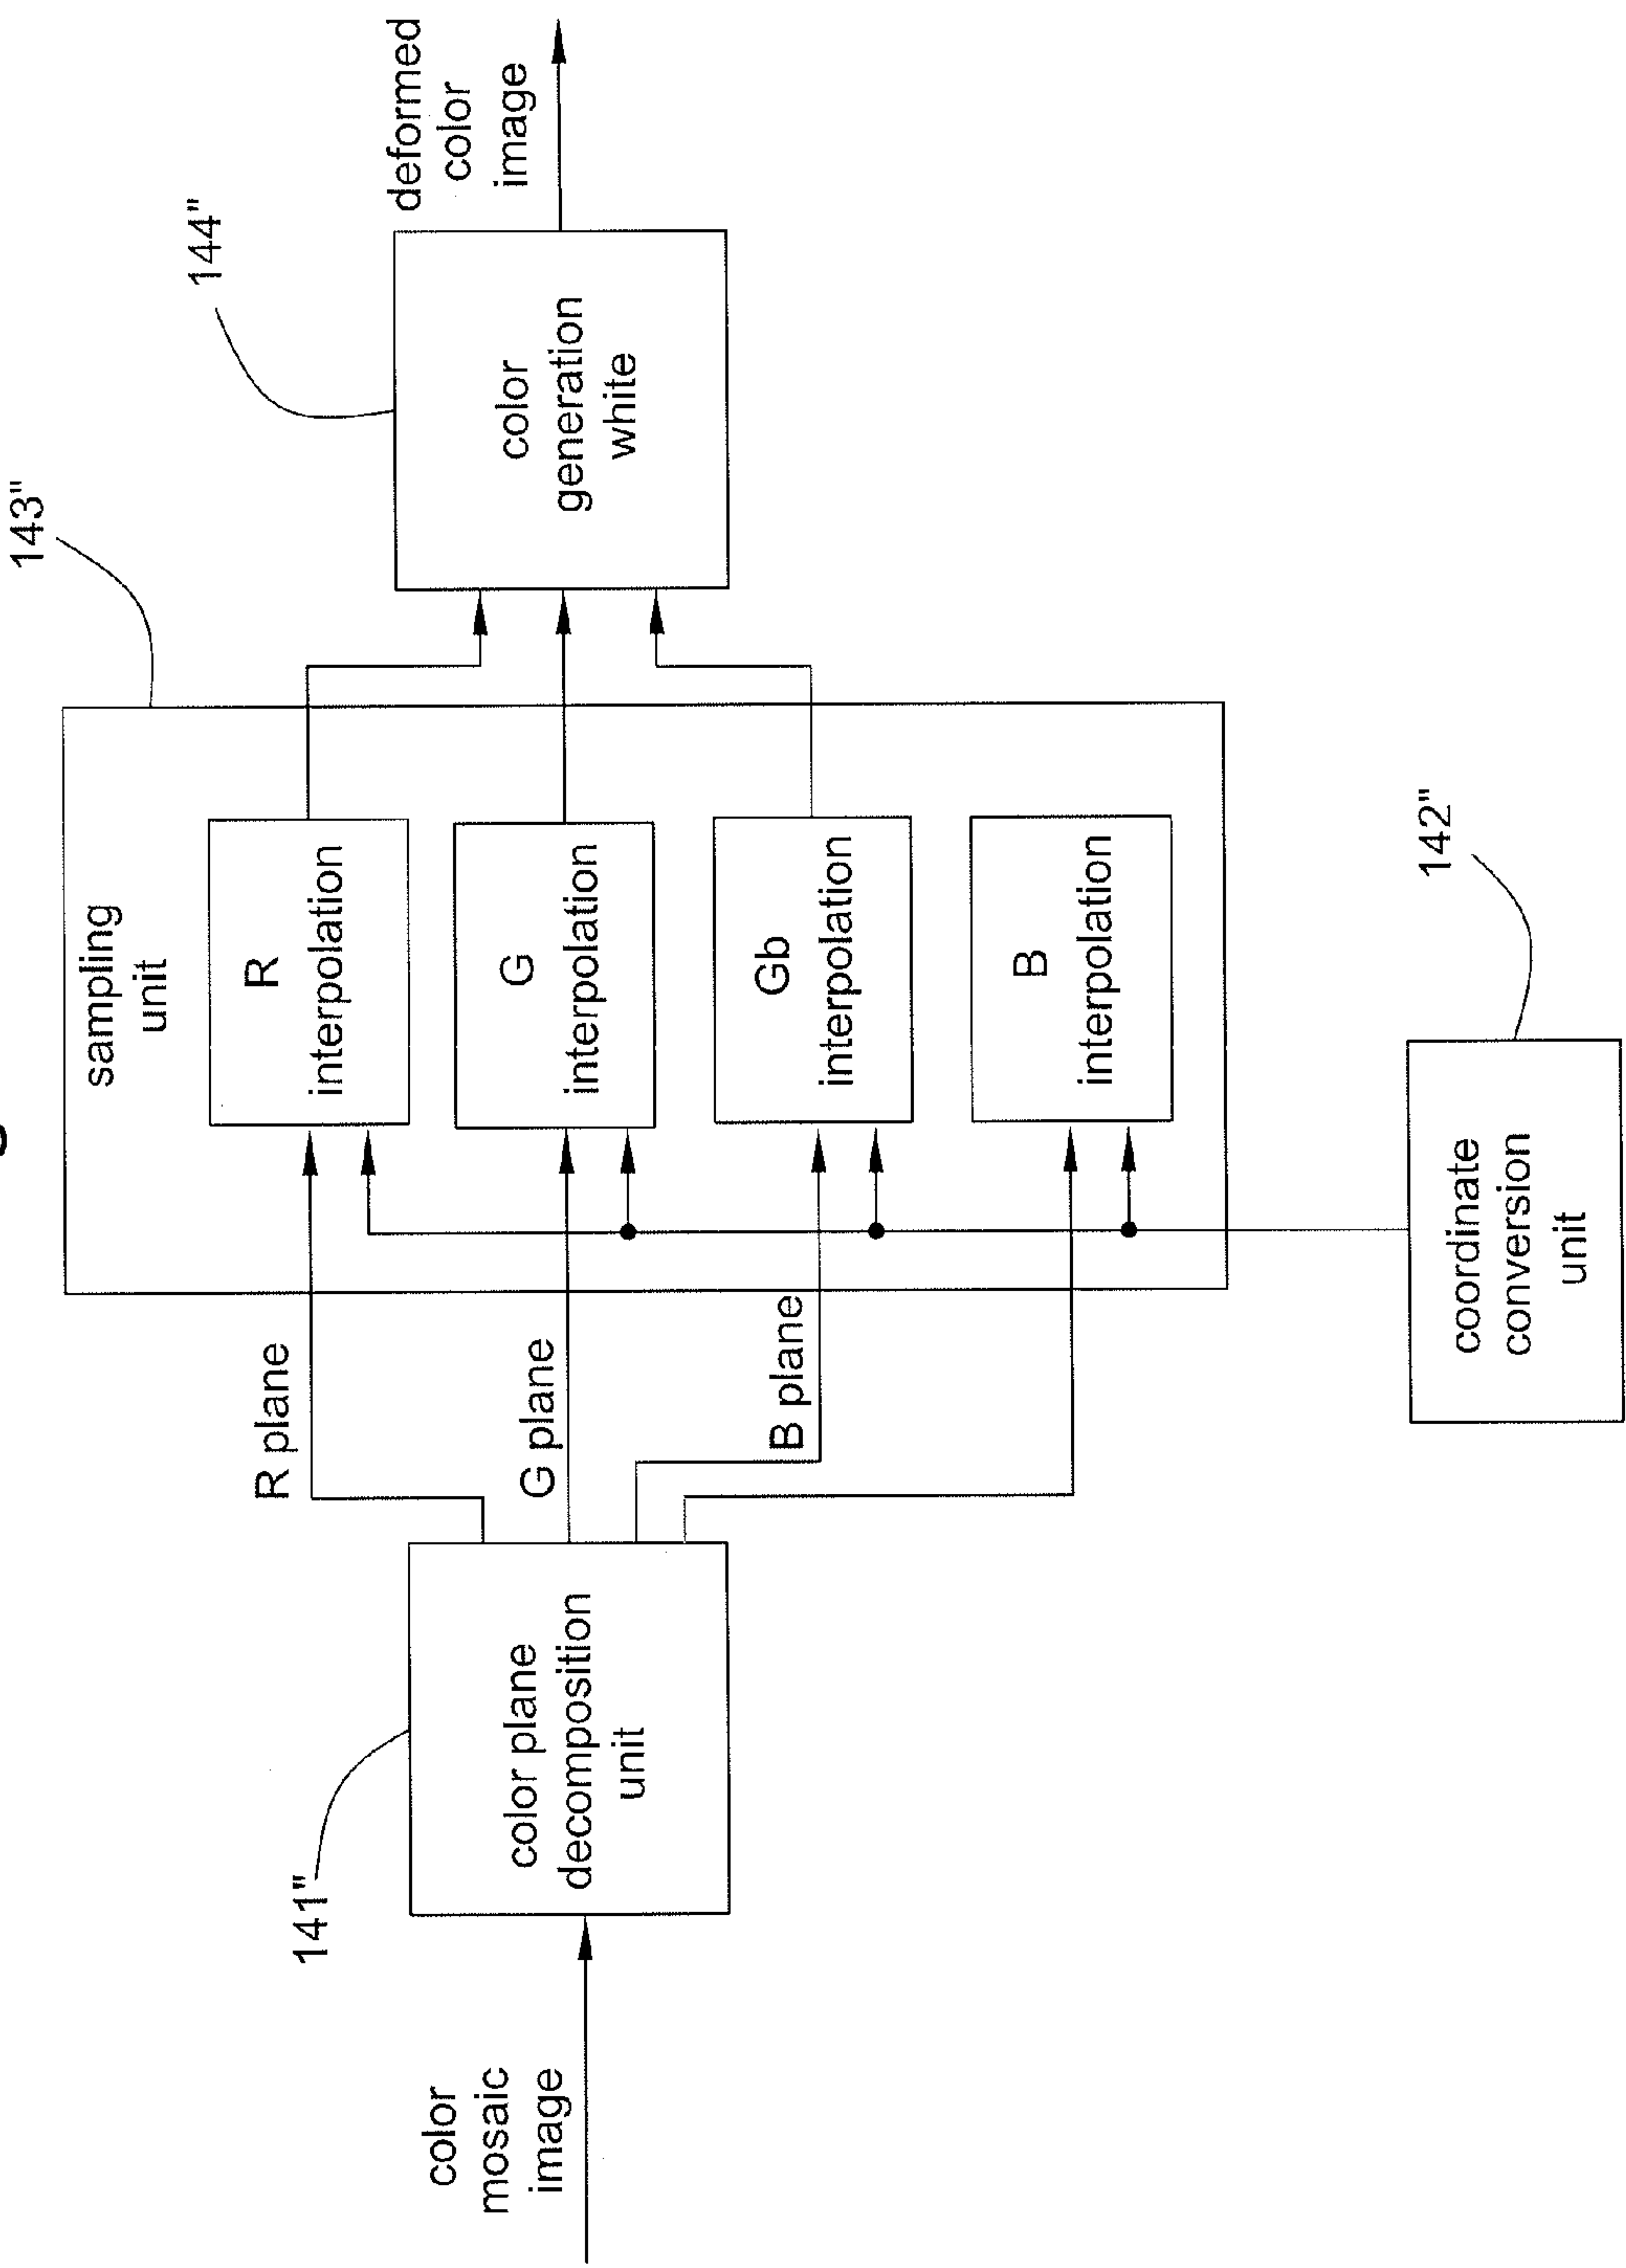 color
mosaic
image
141"
color plane
decomposition
unit
R plane
G plane
B plane
143"
sampling
unit
R
interpolation
G
interpolation
Gb
interpolation
B
interpolation
coordinate
conversion
unit
142"
144"
color
generation
white
deformed
color
image